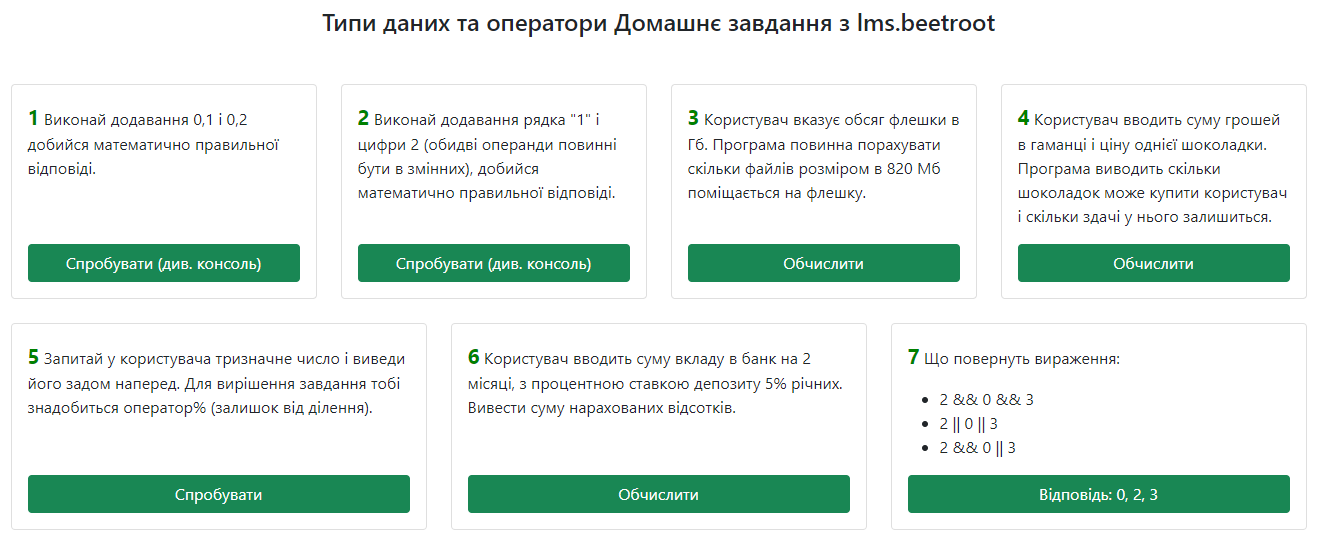 Типи даних та оператори Домашнє завдання з lms.beetroot
1 Виконай додавання 0,1 і 0,2
добийся математично правильної
відповіді.
Спробувати (див. консоль)
2 Виконай додавання рядка "1" і
цифри 2 (обидві операнди повинні
бути в змінних), добийся
математично правильної відповіді.
Спробувати (див. консоль)
3 Користувач вказує обсяг флешки в
Гб. Програма повинна порахувати
скільки файлів розміром в 820 Мб
поміщається на флешку.
Обчислити
4 Користувач вводить суму грошей
в гаманці і ціну однієї шоколадки.
Програма виводить скільки
шоколадок може купити користувач
і скільки здачі у нього залишиться.
Обчислити
5 Запитай у користувача тризначне число і виведи
його задом наперед. Для вирішення завдання тобі
знадобиться оператор% (залишок від ділення).
Спробувати
6 Користувач вводить суму вкладу в банк на 2
місяці, з процентною ставкою депозиту 5% річних.
Вивести суму нарахованих відсотків.
Обчислити
7 Що повернуть вираження:
• 2 && 0 && 3
• 2 || 0 || 3
• 2 && 0 || 3
Відповідь: 0, 2, 3